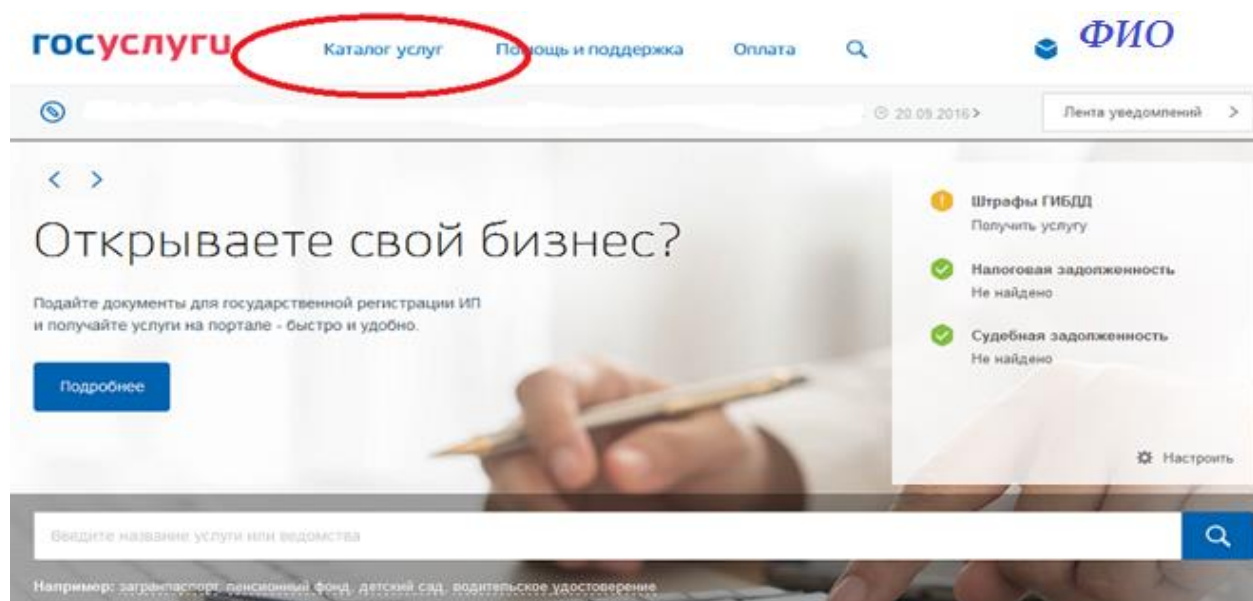 госуслуги Каталог услуг Помощь и поддержка Оплата ФИО
20.09.2016 > Лента уведомлений >
< >
Открываете свой бизнес?
Подайте документы для государственной регистрации ИП
и получайте услуги на портале - быстро и удобно.
Подробнее
Штрафы ГИБДД
Получить услугу
Налоговая задолженность
Не найдено
Судебная задолженность
Не найдено
Настроить
Введите название услуги или ведомства
Например: загранпаспорт, пенсионный фонд, детский сад, водительское удостоверение